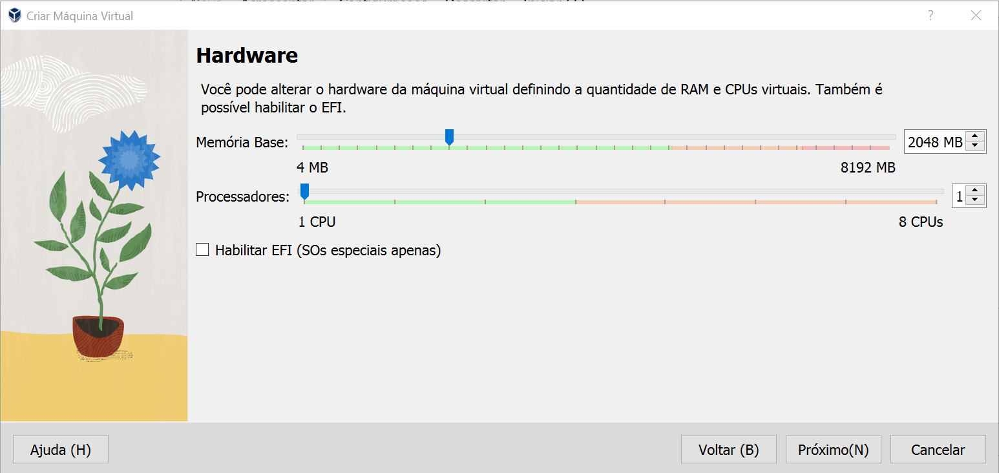 Criar Máquina Virtual
Hardware
Você pode alterar o hardware da máquina virtual definindo a quantidade de RAM e CPUs virtuais. Também é
possível habilitar o EFI.
Memória Base:
2048 MB
4 MB
8192 MB
Processadores:
1
1 CPU
8 CPUs
Habilitar EFI (SOs especiais apenas)
Ajuda (H)
Voltar (B)
Próximo(N)
Cancelar